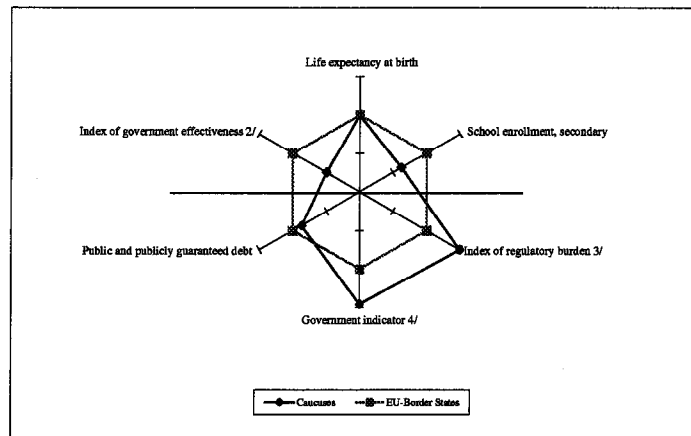 Life expectancy at birth
Index of government effectiveness 2/
School enrollment, secondary
Public and publicly guaranteed debt
Index of regulatory burden 3/
Government indicator 4/
Caucuses
EU-Border States